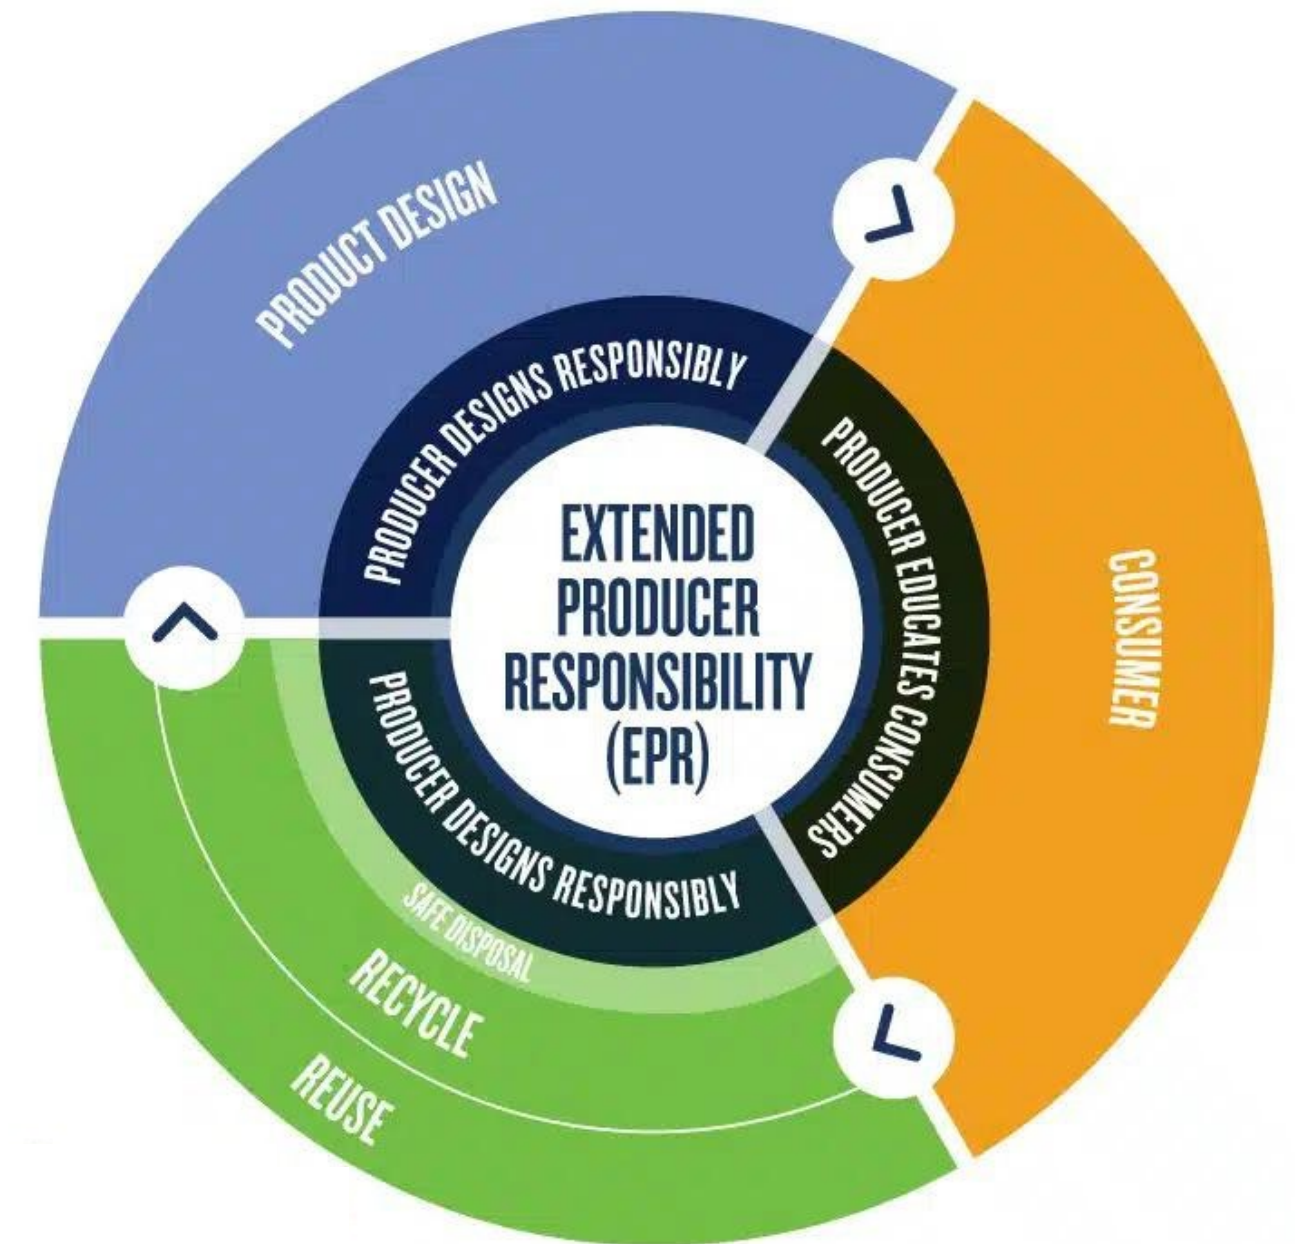 PRODUCT DESIGN
PRODUCER DESIGNS RESPONSIBLY
CONSUMER
PRODUCER EDUCATES CONSUMERS
EXTENDED
PRODUCER
RESPONSIBILITY
(EPR)
PRODUCER DESIGNS RESPONSIBLY
SAFE DISPOSAL
RECYCLE
REUSE